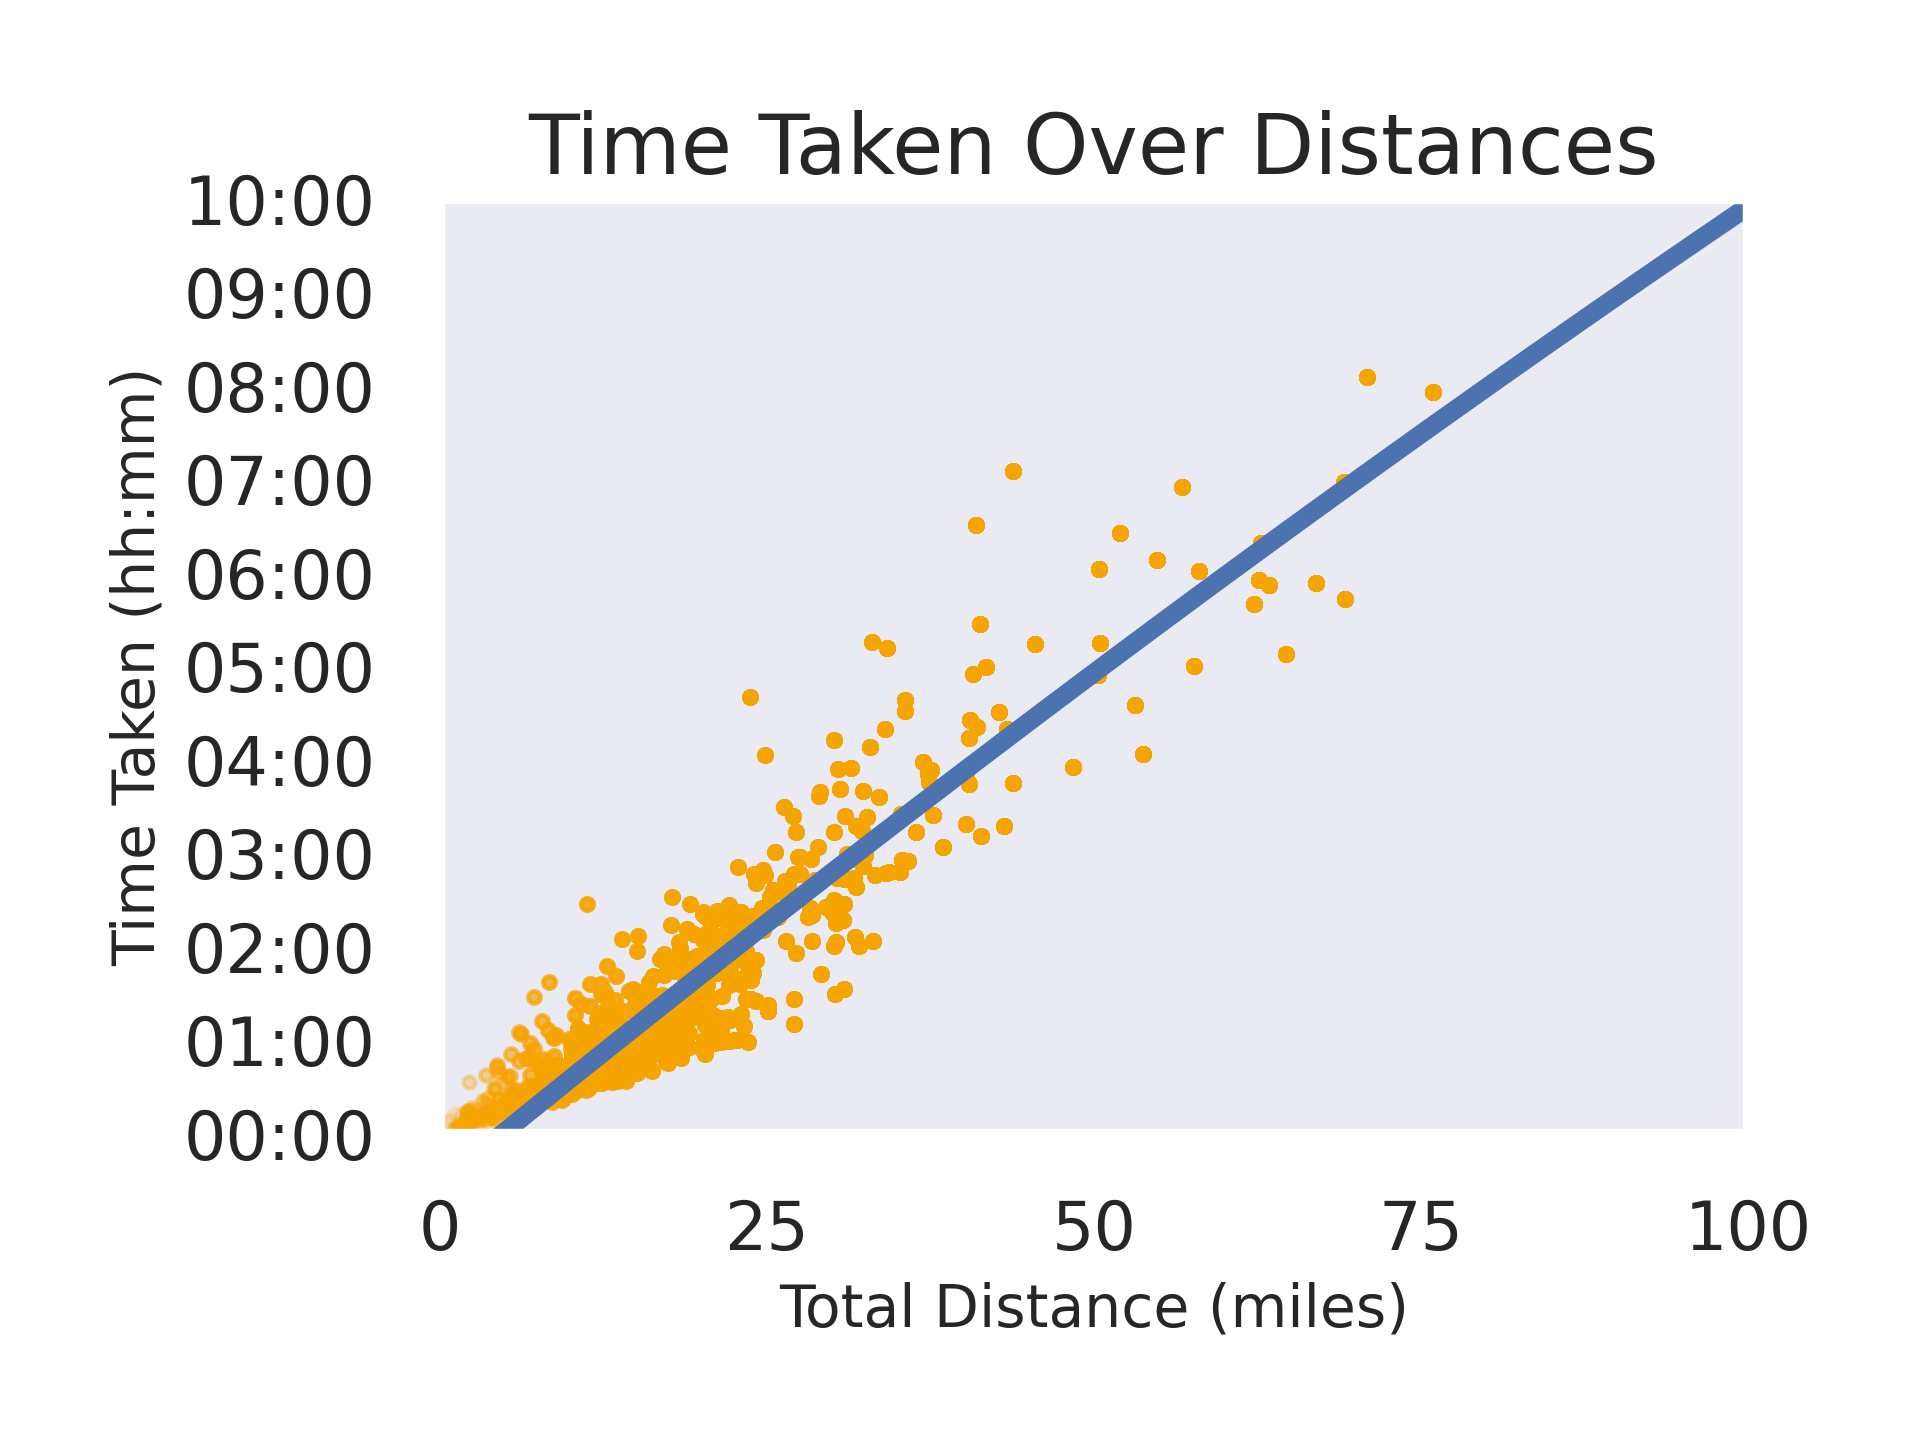 Time Taken Over Distances
10:00
09:00
08:00
07:00
06:00
05:00
04:00
03:00
02:00
01:00
00:00
Time Taken (hh:mm)
0 25 50 75 100
Total Distance (miles)